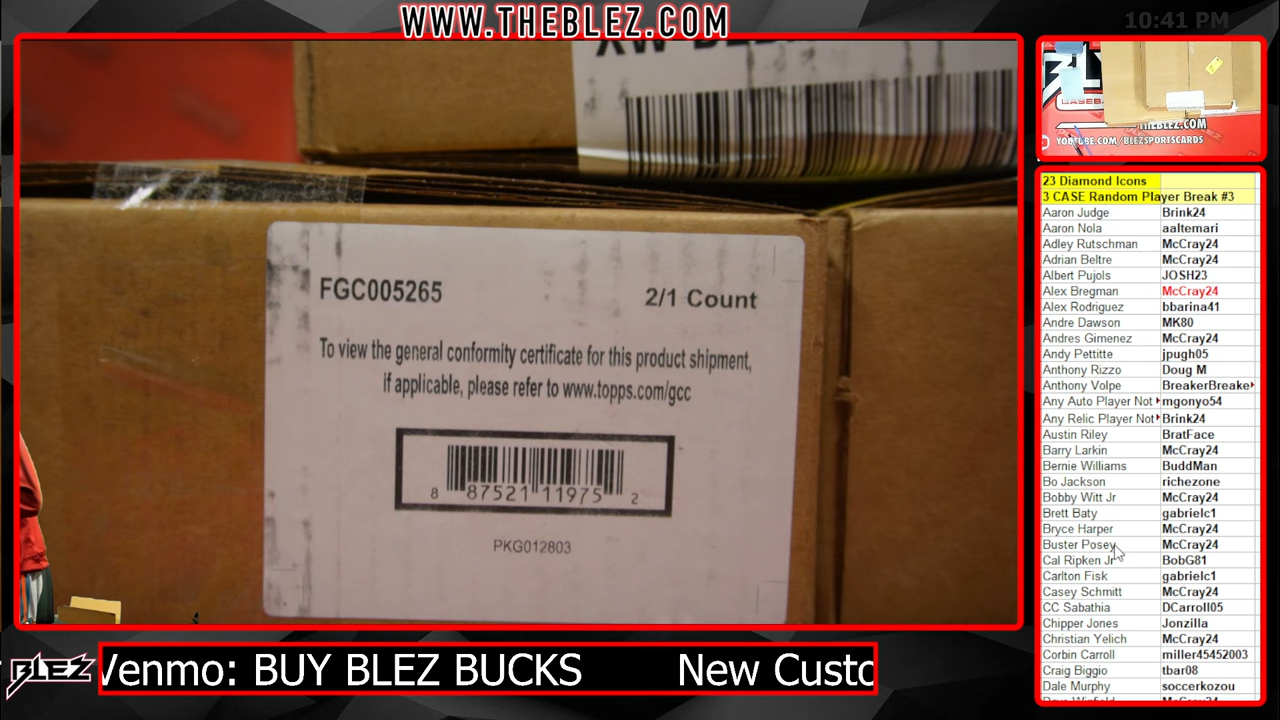 WWW.THEBLEZ.COM
10:41 PM
FGC005265
2/1 Count
To view the general conformity certificate for this product shipment,
if applicable, please refer to www.topps.com/gcc
8 87521 11975 2
PKG012803
THEBLEZ.COM
YOUTUBE.COM/BLEZSPORTSCARDS
23 Diamond Icons
3 CASE Random Player Break #3
Aaron Judge Brink24
Aaron Nola aaltemari
Adley Rutschman McCray24
Adrian Beltre McCray24
Albert Pujols JOSH23
Alex Bregman McCray24
Alex Rodriguez bbarina41
Andre Dawson MK80
Andres Gimenez McCray24
Andy Pettitte jpugh05
Anthony Rizzo Doug M
Anthony Volpe BreakerBreake
Any Auto Player Not mgonyo54
Any Relic Player Not Brink24
Austin Riley BratFace
Barry Larkin McCray24
Bernie Williams BuddMan
Bo Jackson richezone
Bobby Witt Jr McCray24
Brett Baty gabrielc1
Bryce Harper McCray24
Buster Posey McCray24
Cal Ripken Jr BobG81
Carlton Fisk gabrielc1
Casey Schmitt McCray24
CC Sabathia DCarroll05
Chipper Jones Jonzilla
Christian Yelich McCray24
Corbin Carroll miller45452003
Craig Biggio tbar08
Dale Murphy soccerkozou
BLEZ
Venmo: BUY BLEZ BUCKS New Custo